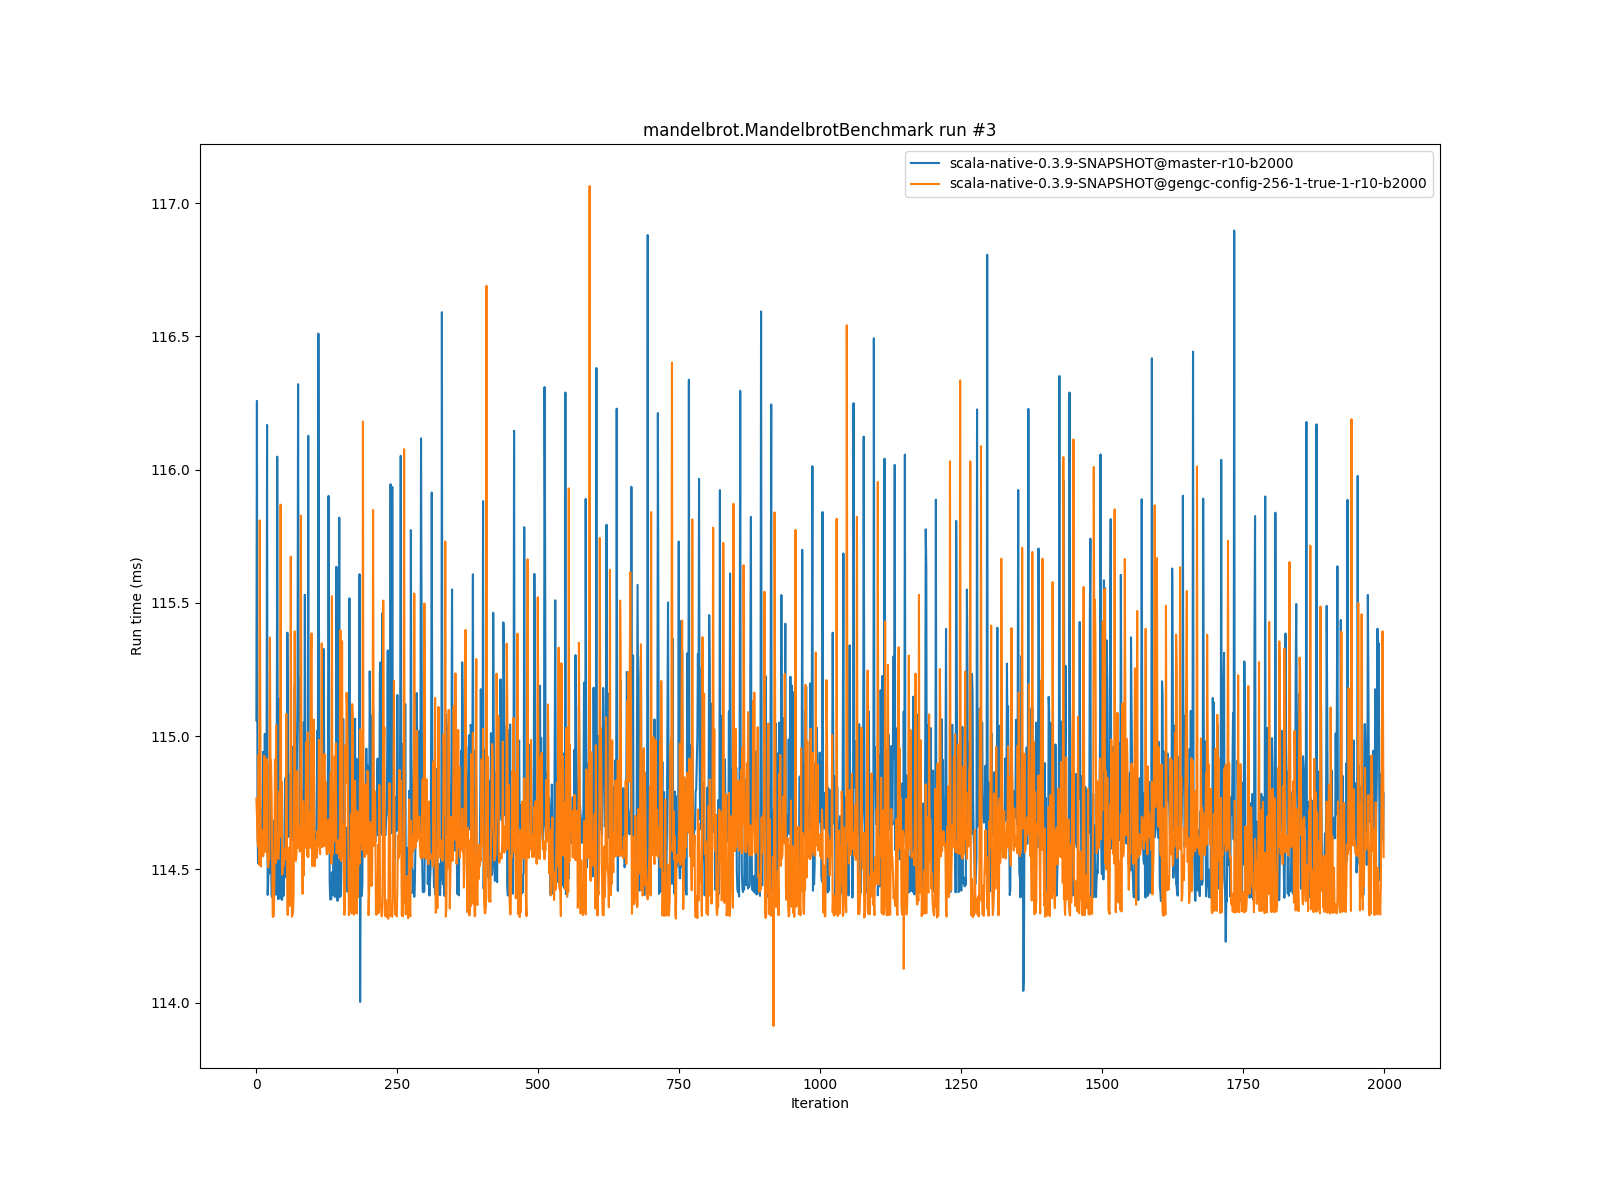 mandelbrot.MandelbrotBenchmark run #3
scala-native-0.3.9-SNAPSHOT@master-r10-b2000
scala-native-0.3.9-SNAPSHOT@gengc-config-256-1-true-1-r10-b2000
117.0
116.5
116.0
115.5
115.0
114.5
114.0
Run time (ms)
0 250 500 750 1000 1250 1500 1750 2000
Iteration